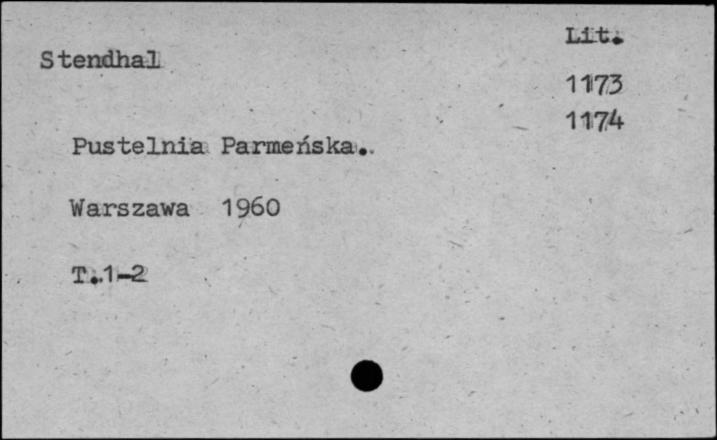 Lit.
Stendhal
1173
1174
Pustelnia Parmeńska.
Warszawa 1960
T.1-2